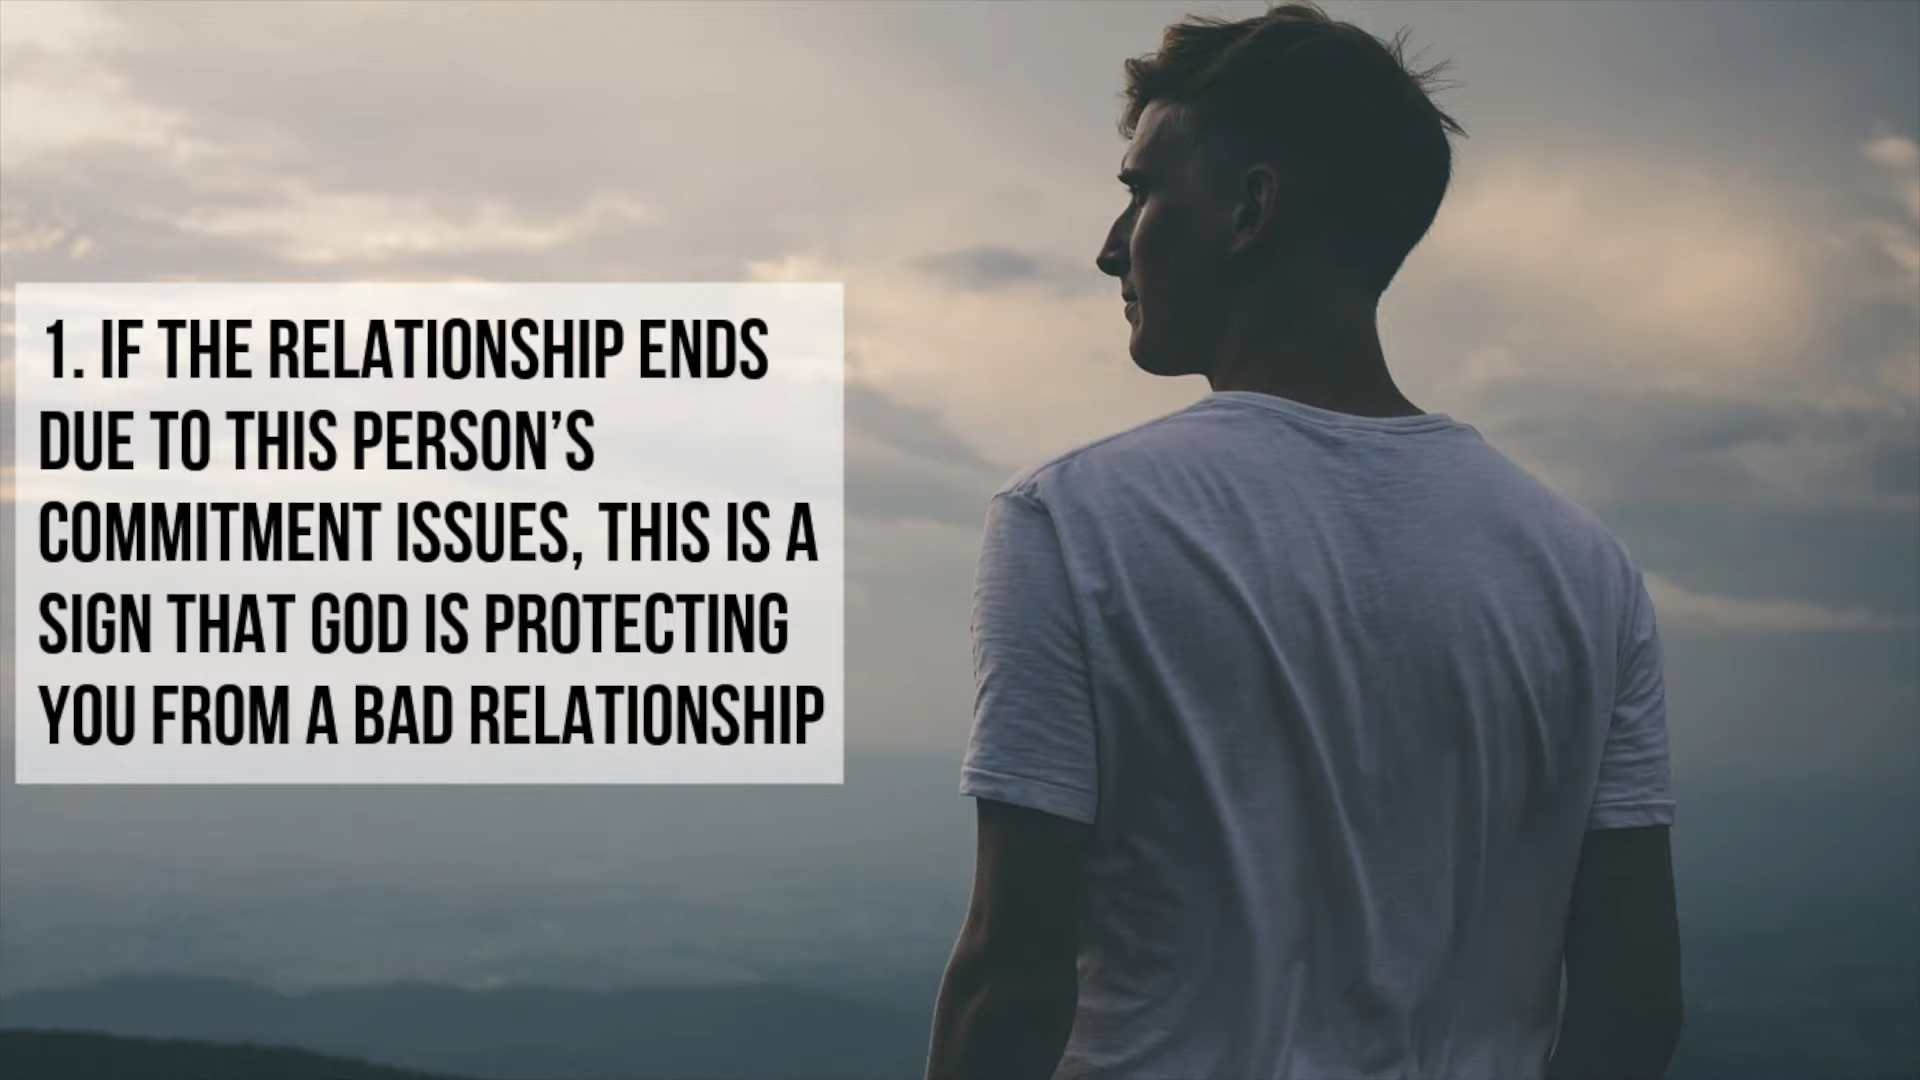 1. IF THE RELATIONSHIP ENDS
DUE TO THIS PERSON’S
COMMITMENT ISSUES, THIS IS A
SIGN THAT GOD IS PROTECTING
YOU FROM A BAD RELATIONSHIP